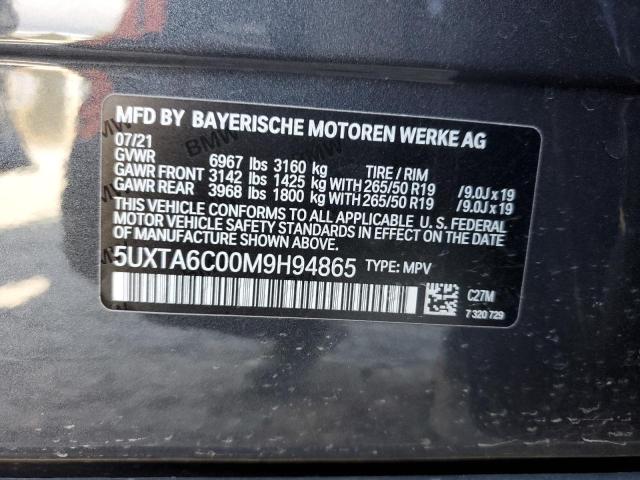 MFD BY BAYERISCHE MOTOREN WERKE AG
07/21
GVWR 6967 lbs 3160 kg TIRE / RIM
GAWR FRONT 3142 lbs 1425 kg WITH 265/50 R19 /9.0J x 19
GAWR REAR 3968 lbs 1800 kg WITH 265/50 R19 /9.0J x 19
THIS VEHICLE CONFORMS TO ALL APPLICABLE U. S. FEDERAL
MOTOR VEHICLE SAFETY STANDARDS IN EFFECT ON THE DATE OF MANUFACTURE
SHOWN ABOVE
5UXTA6C00M9H94865 TYPE: MPV
C27M
7 320 729
BMW
BMW
BMW